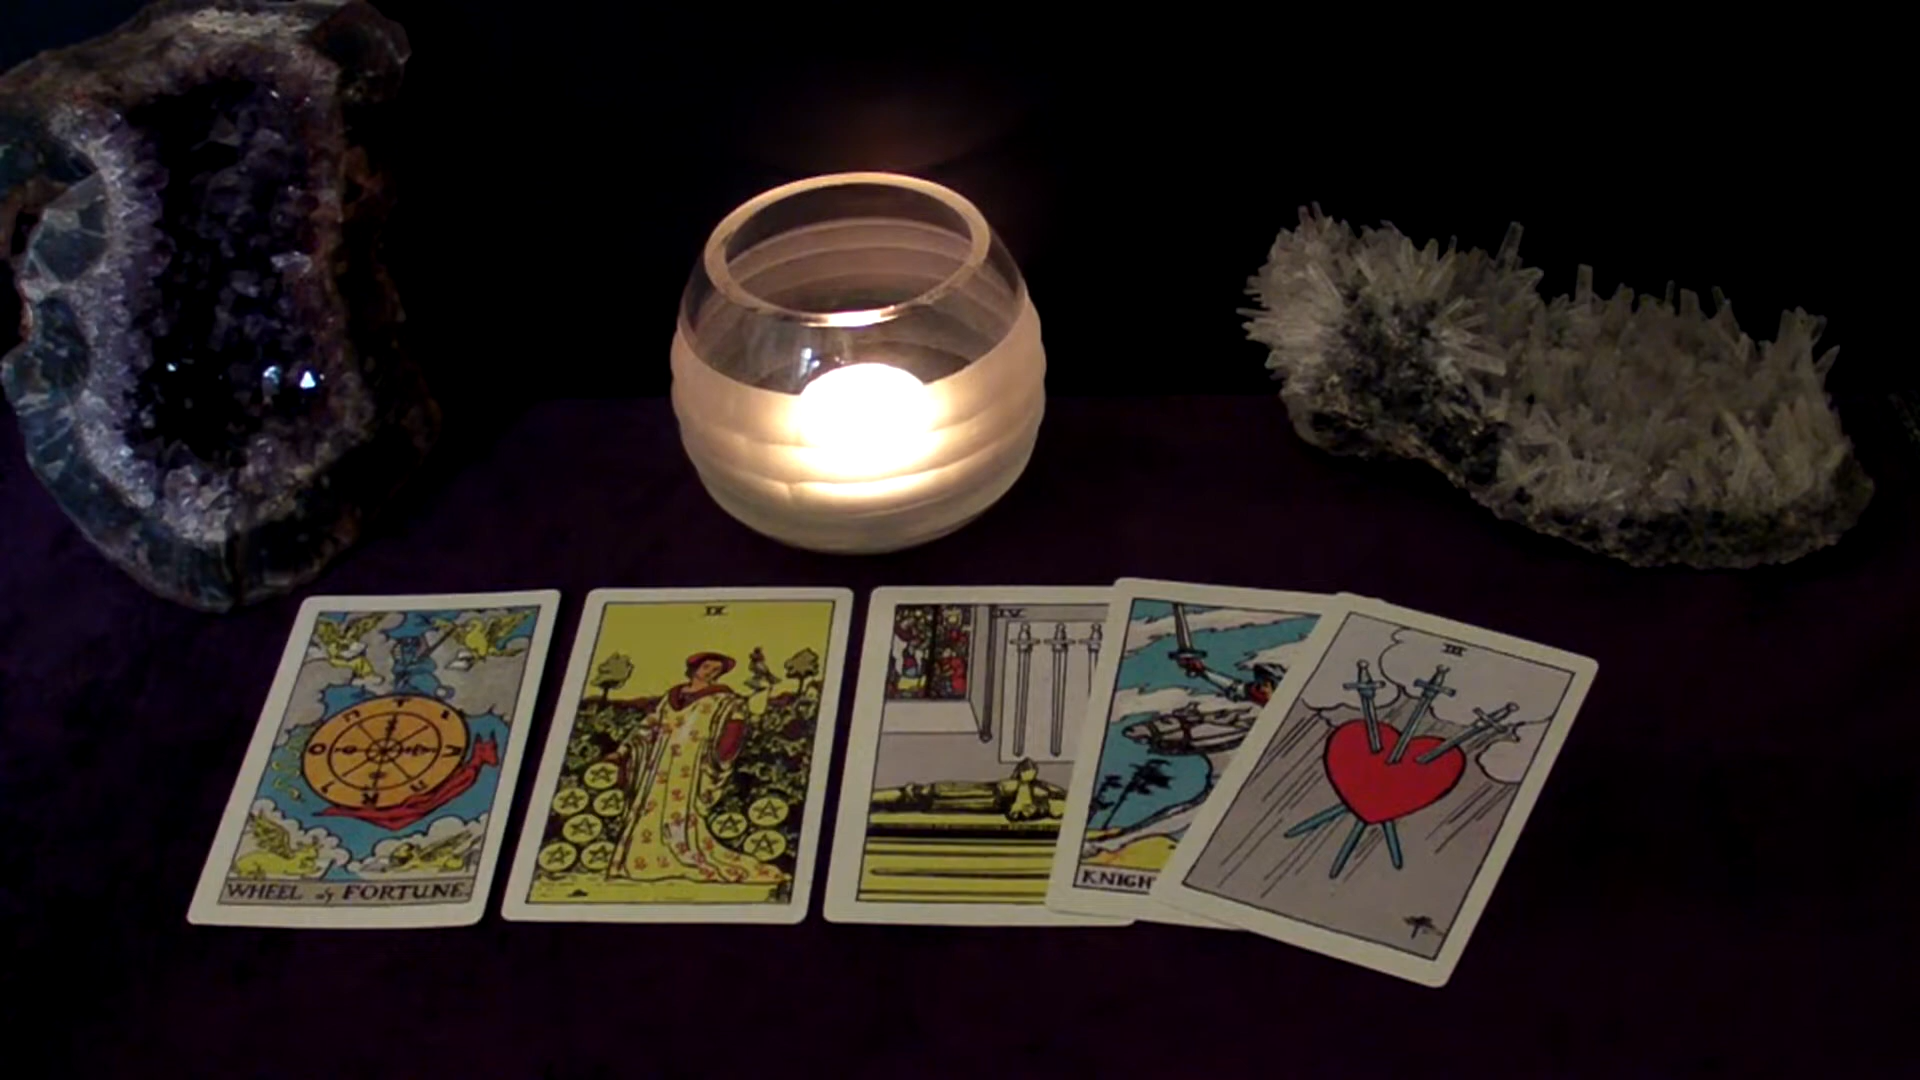 WHEEL of FORTUNE.
IX
IV
KNIGH
III